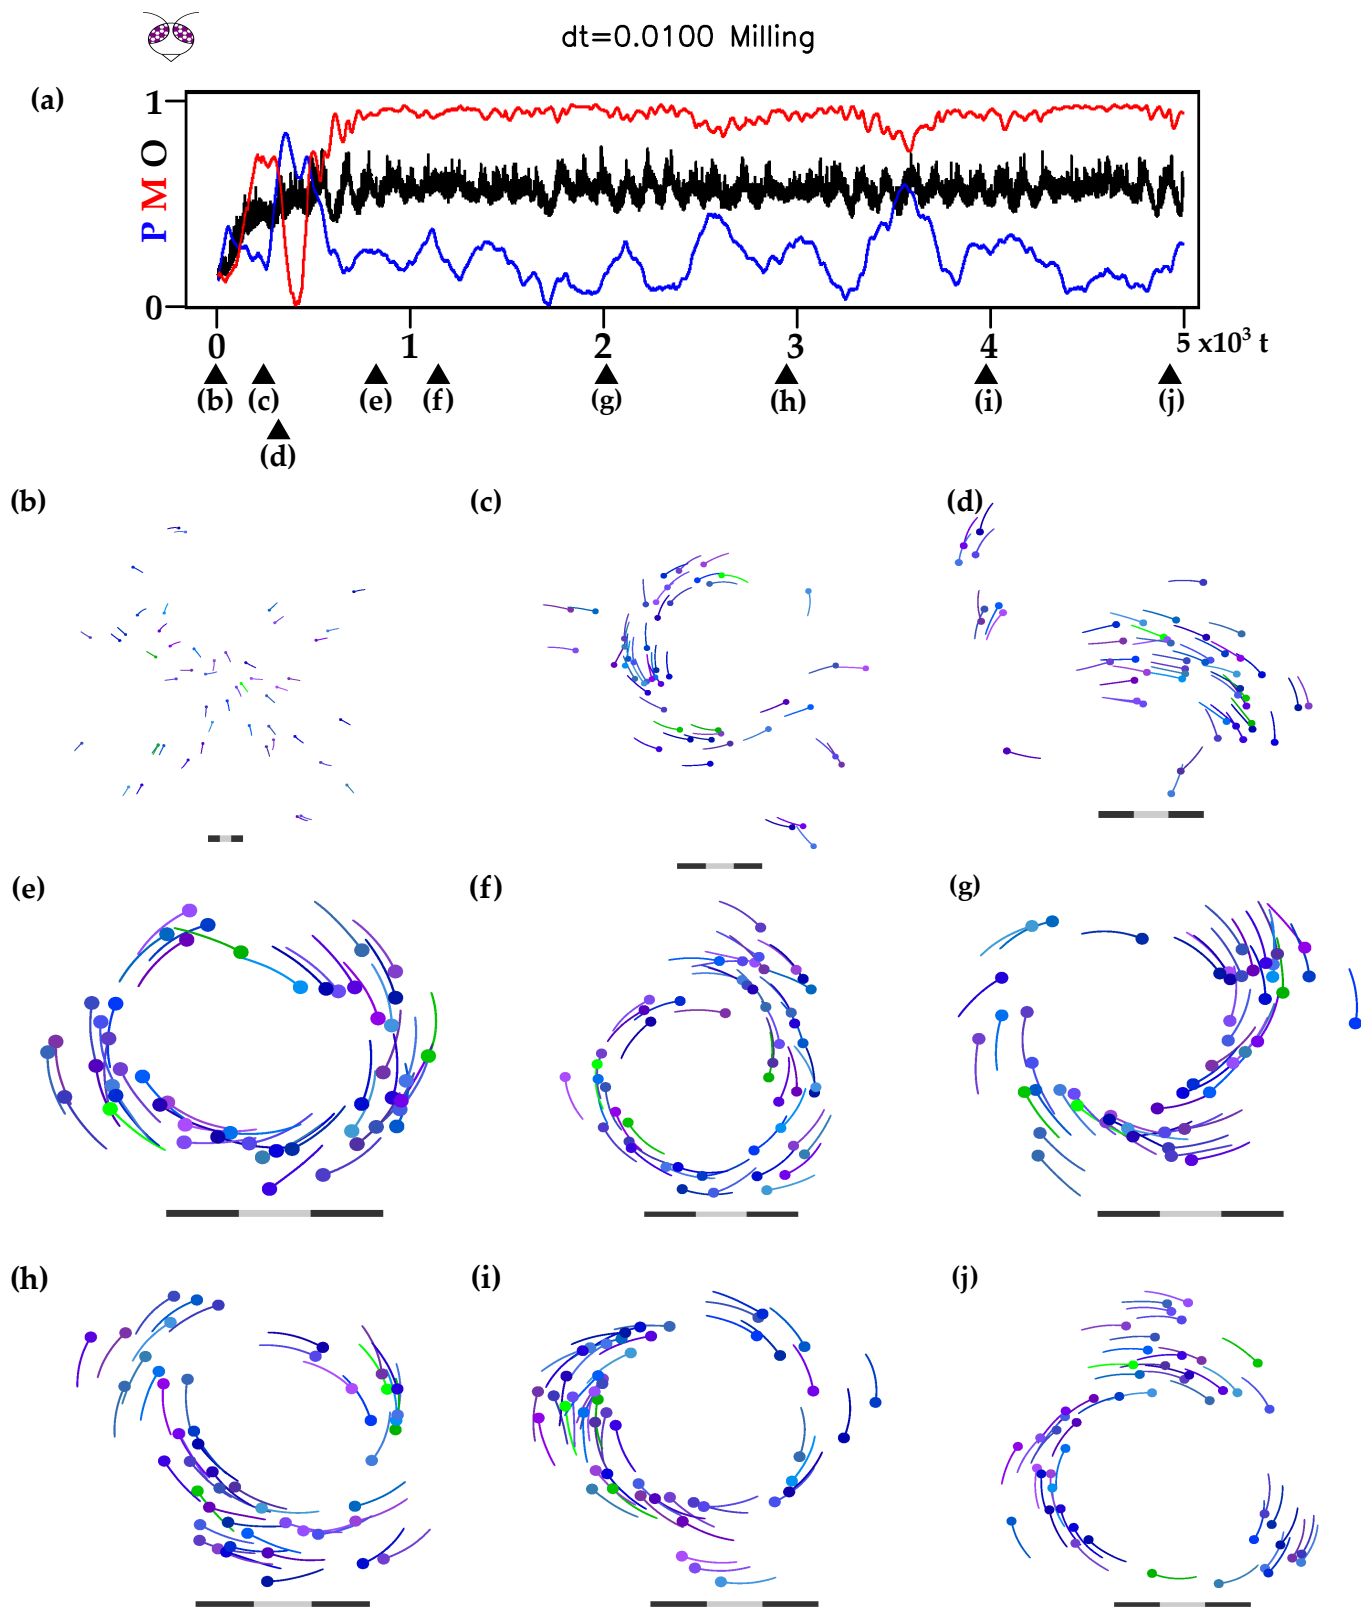 dt=0.0100 Milling
(a)
1
P M O
0
0 1 2 3 4 5 x10³ t
(b) (c) (e) (f) (g) (h) (i) (j)
(d)
(b) (c) (d)
(e) (f) (g)
(h) (i) (j)